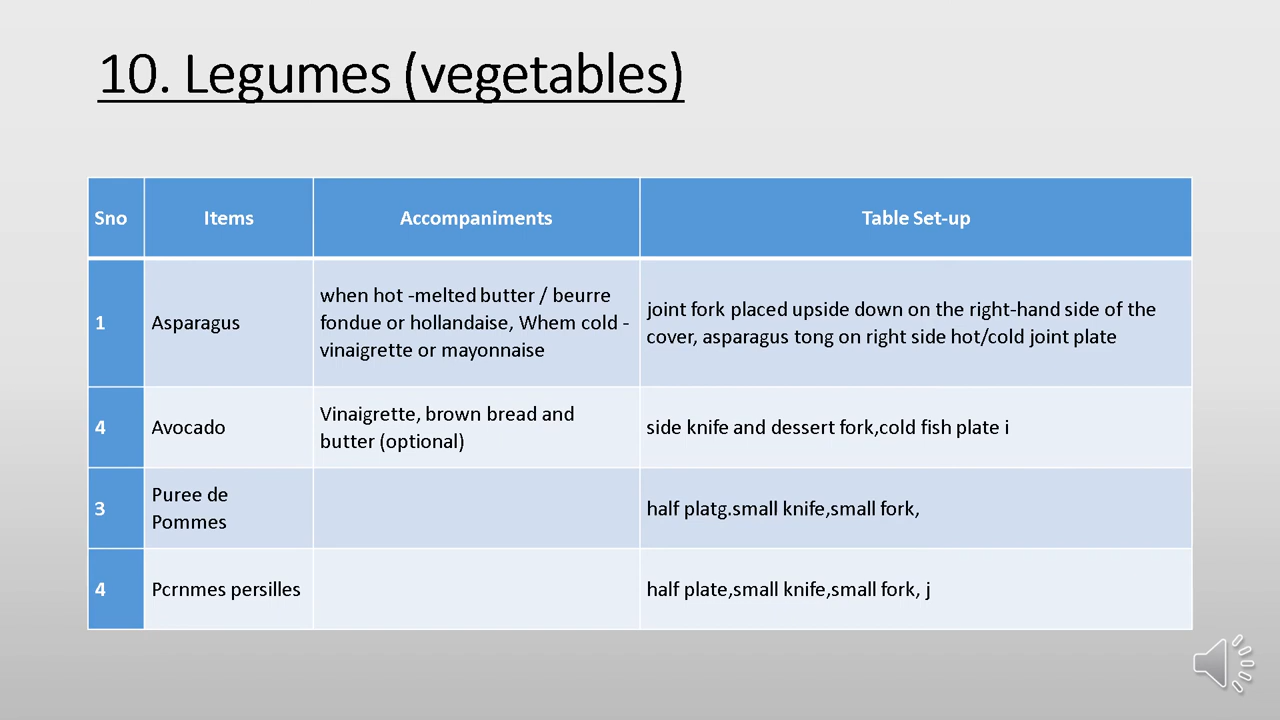 10. Legumes (vegetables)
Sno Items Accompaniments Table Set-up
1 Asparagus when hot -melted butter / beurre fondue or hollandaise, Whem cold - vinaigrette or mayonnaise joint fork placed upside down on the right-hand side of the cover, asparagus tong on right side hot/cold joint plate
4 Avocado Vinaigrette, brown bread and butter (optional) side knife and dessert fork,cold fish plate i
3 Puree de Pommes half platg.small knife,small fork,
4 Pcrnmes persilles half plate,small knife,small fork, j